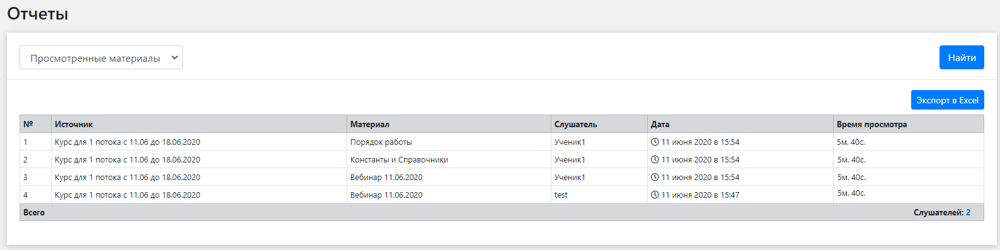 Отчеты
Просмотренные материалы
Найти
Экспорт в Excel
№ Источник Материал Слушатель Дата Время просмотра
1 Курс для 1 потока с 11.06 до 18.06.2020 Порядок работы Ученик1 11 июня 2020 в 15:54 5м. 40с.
2 Курс для 1 потока с 11.06 до 18.06.2020 Константы и Справочники Ученик1 11 июня 2020 в 15:54 5м. 40с.
3 Курс для 1 потока с 11.06 до 18.06.2020 Вебинар 11.06.2020 Ученик1 11 июня 2020 в 15:54 5м. 40с.
4 Курс для 1 потока с 11.06 до 18.06.2020 Вебинар 11.06.2020 test 11 июня 2020 в 15:47 5м. 40с.
Всего Слушателей: 2